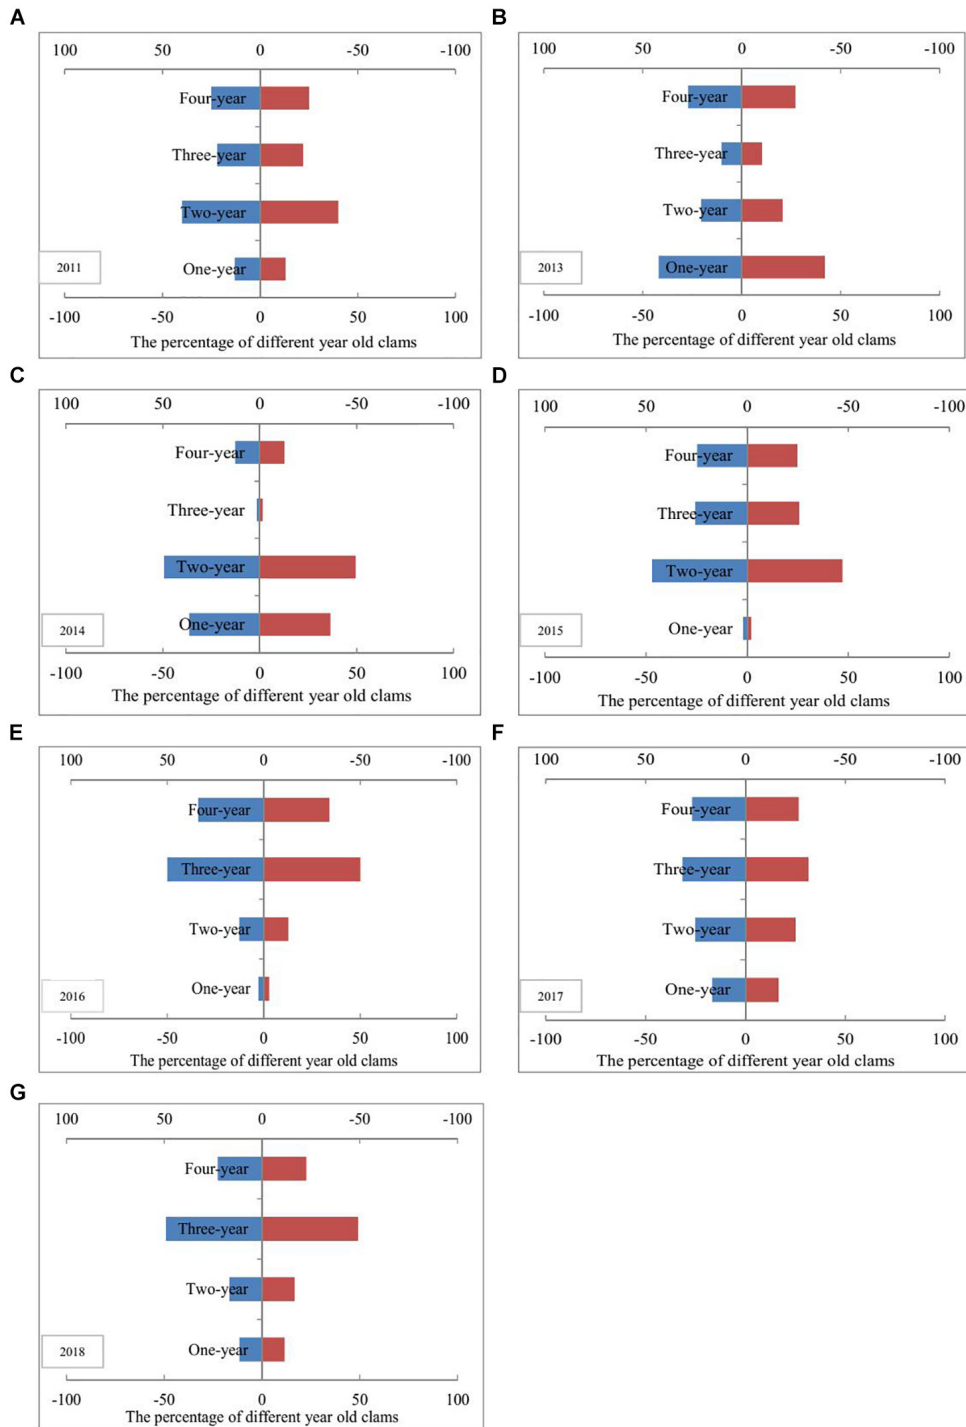 A
100 50 0 -50 -100
Four-year
Three-year
Two-year
One-year
2011
-100 -50 0 50 100
The percentage of different year old clams
B
100 50 0 -50 -100
Four-year
Three-year
Two-year
One-year
2013
-100 -50 0 50 100
The percentage of different year old clams
C
100 50 0 -50 -100
Four-year
Three-year
Two-year
One-year
2014
-100 -50 0 50 100
The percentage of different year old clams
D
100 50 0 -50 -100
Four-year
Three-year
Two-year
One-year
2015
-100 -50 0 50 100
The percentage of different year old clams
E
100 50 0 -50 -100
Four-year
Three-year
Two-year
One-year
2016
-100 -50 0 50 100
The percentage of different year old clams
F
100 50 0 -50 -100
Four-year
Three-year
Two-year
One-year
2017
-100 -50 0 50 100
The percentage of different year old clams
G
100 50 0 -50 -100
Four-year
Three-year
Two-year
One-year
2018
-100 -50 0 50 100
The percentage of different year old clams